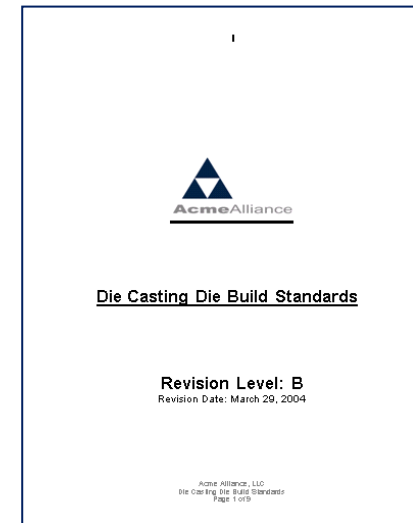 AcmeAlliance
Die Casting Die Build Standards
Revision Level: B
Revision Date: March 29, 2004
Acme Alliance, LLC
Die Casting Die Build Standards
Page 1 of 9